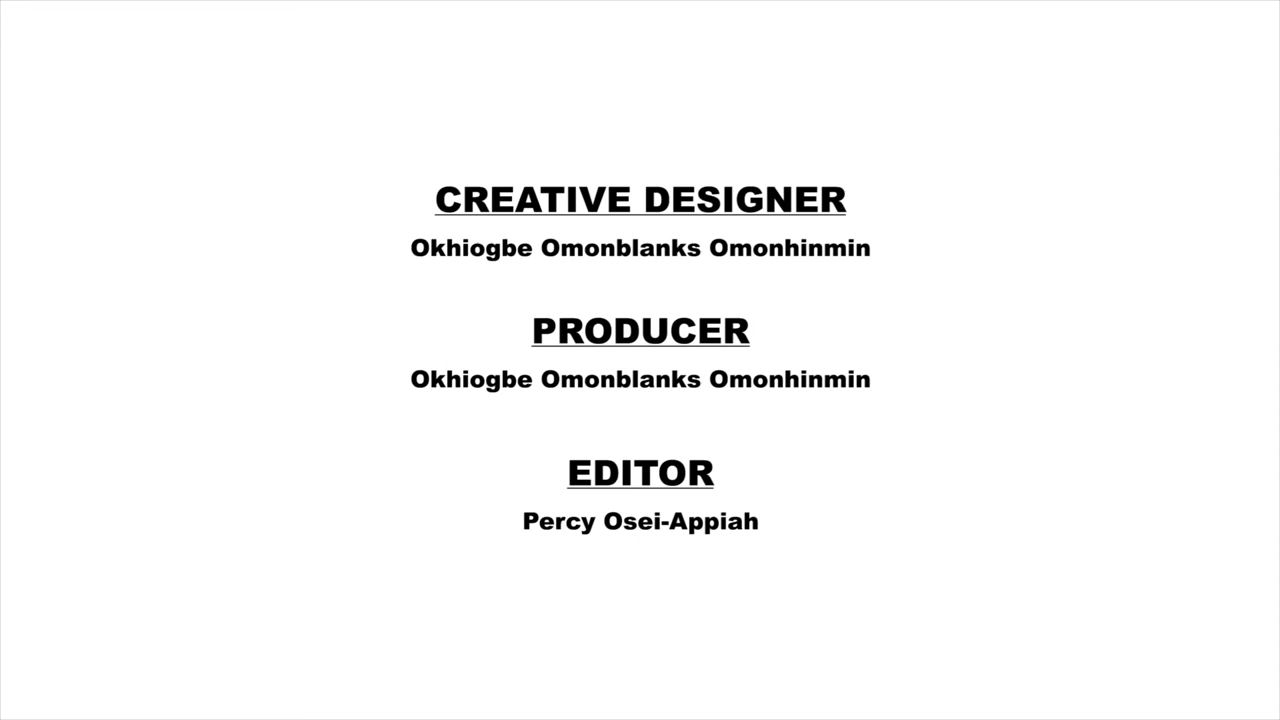 CREATIVE DESIGNER
Okhiogbe Omonblanks Omonhinmin
PRODUCER
Okhiogbe Omonblanks Omonhinmin
EDITOR
Percy Osei-Appiah